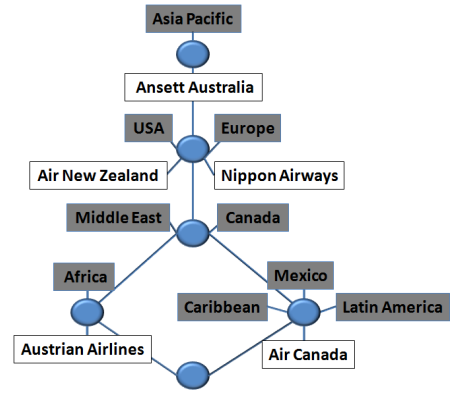 Asia Pacific
Ansett Australia
USA
Europe
Air New Zealand
Nippon Airways
Middle East
Canada
Africa
Mexico
Caribbean
Latin America
Austrian Airlines
Air Canada